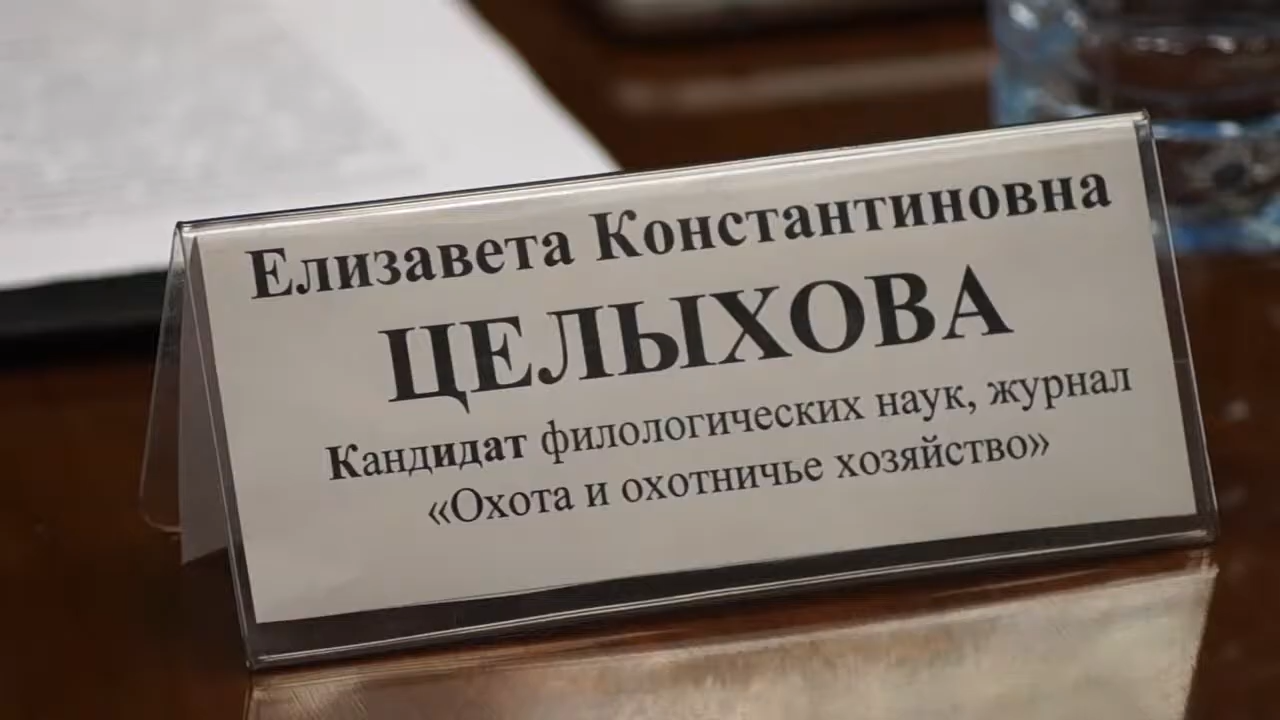 Елизавета Константиновна
ЦЕЛЫХОВА
Кандидат филологических наук, журнал
«Охота и охотничье хозяйство»